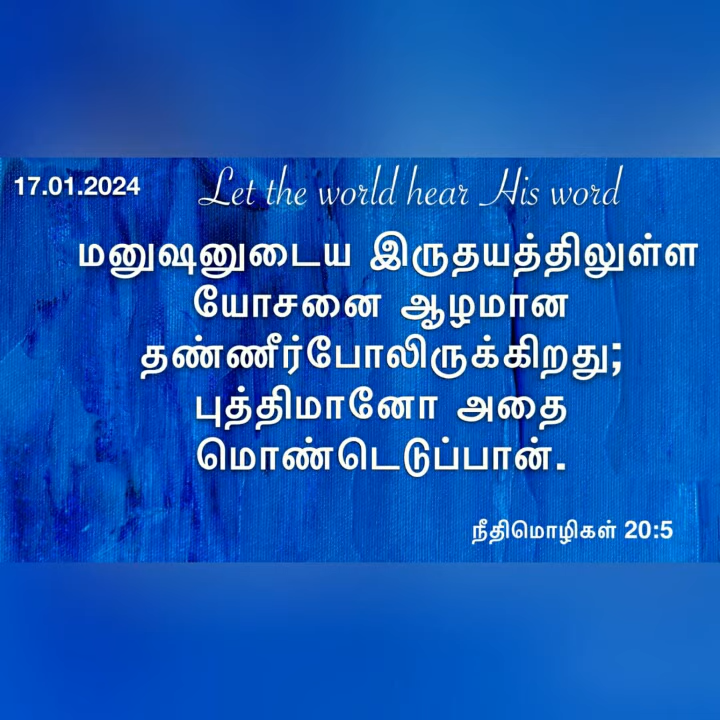 17.01.2024
Let the world hear His word
மனுஷனுடைய இருதயத்திலுள்ள
யோசனை ஆழமான
தண்ணீர்போலிருக்கிறது;
புத்திமானோ அதை
மொண்டெடுப்பான்.
நீதிமொழிகள் 20:5